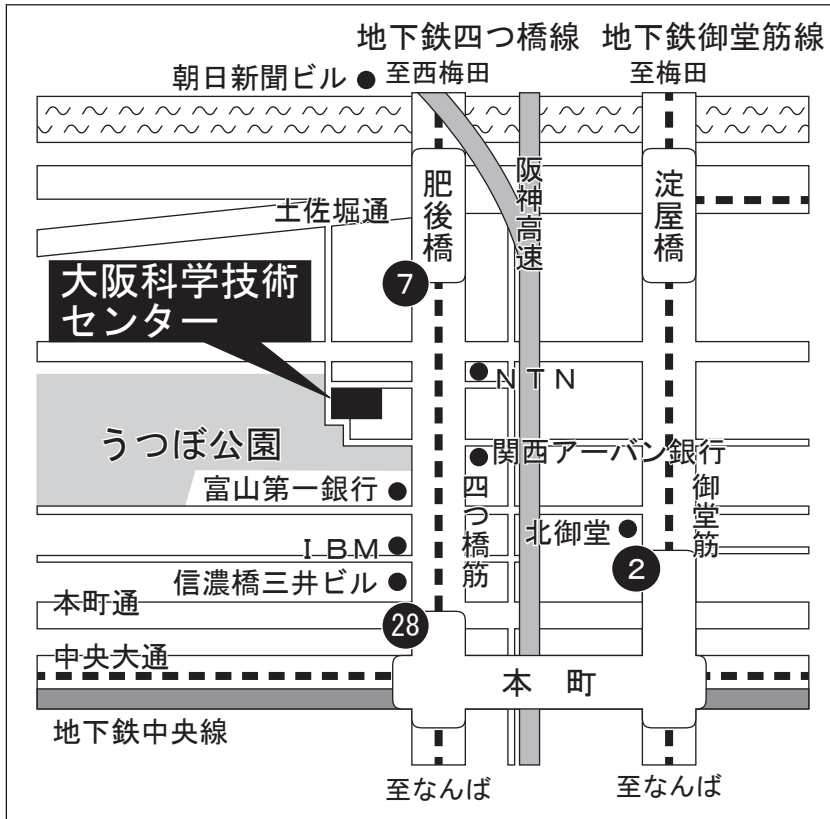 地下鉄四つ橋線
地下鉄御堂筋線
至西梅田
至梅田
朝日新聞ビル
肥後橋
阪神高速
淀屋橋
土佐堀通
7
大阪科学技術
センター
NTN
うつぼ公園
関西アーバン銀行
富山第一銀行
四つ橋筋
御堂筋
北御堂
IBM
2
信濃橋三井ビル
本町通
28
中央大通
本町
地下鉄中央線
至なんば
至なんば